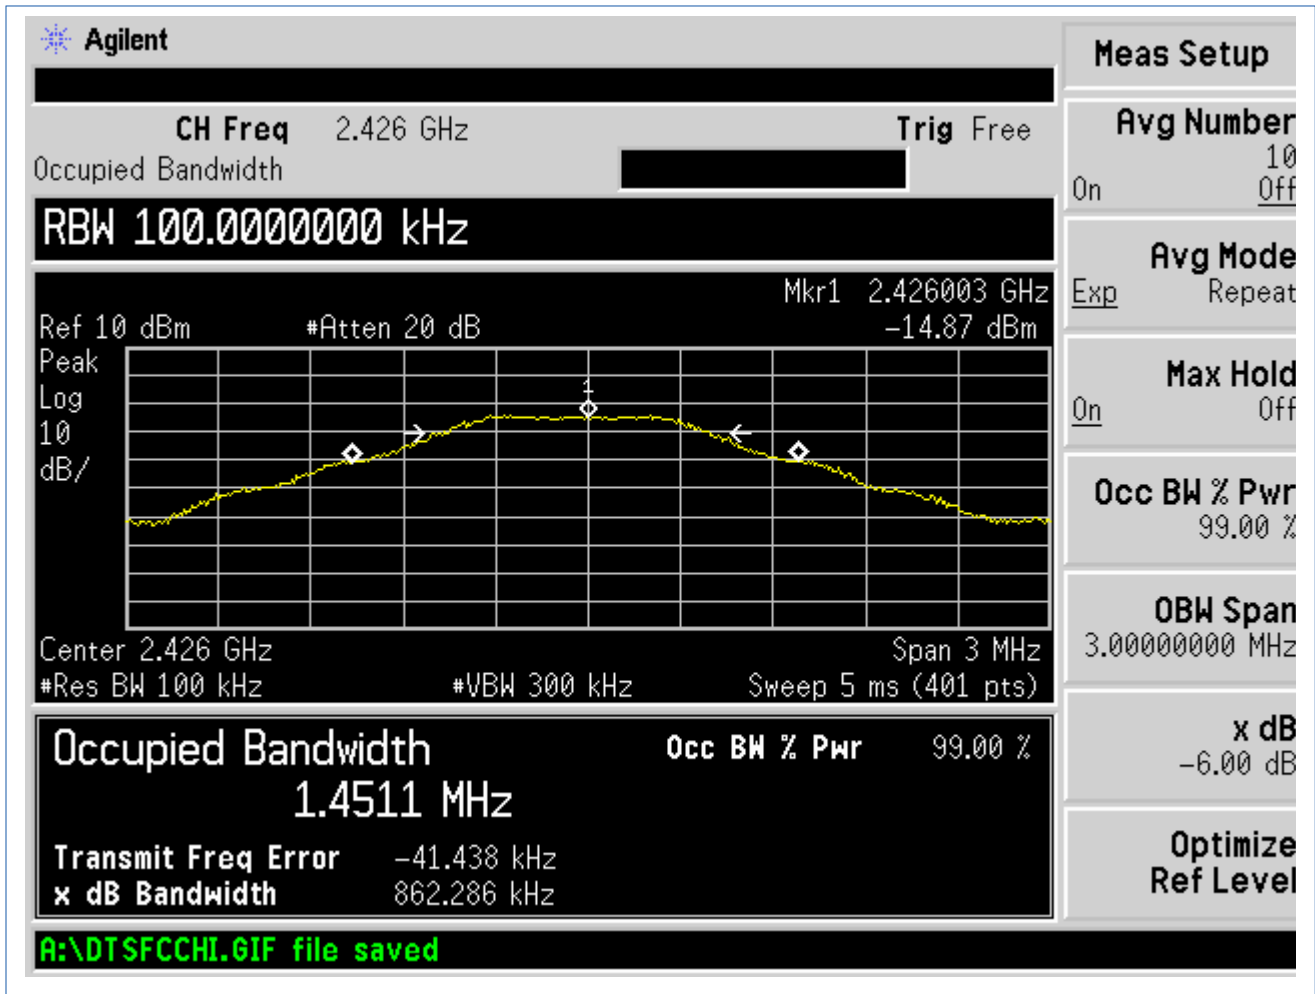 Agilent
CH Freq 2.426 GHz Trig Free
Occupied Bandwidth
RBW 100.0000000 kHz
Mkr1 2.426003 GHz
Ref 10 dBm #Atten 20 dB -14.87 dBm
Peak
Log
10
dB/
1
Center 2.426 GHz Span 3 MHz
#Res BW 100 kHz #VBW 300 kHz Sweep 5 ms (401 pts)
Occupied Bandwidth Occ BW % Pwr 99.00 %
1.4511 MHz
Transmit Freq Error -41.438 kHz
x dB Bandwidth 862.286 kHz
A:\DTSFCCHI.GIF file saved
Meas Setup
Avg Number
10
On Off
Avg Mode
Exp Repeat
Max Hold
On Off
Occ BW % Pwr
99.00 %
OBW Span
3.00000000 MHz
x dB
-6.00 dB
Optimize
Ref Level